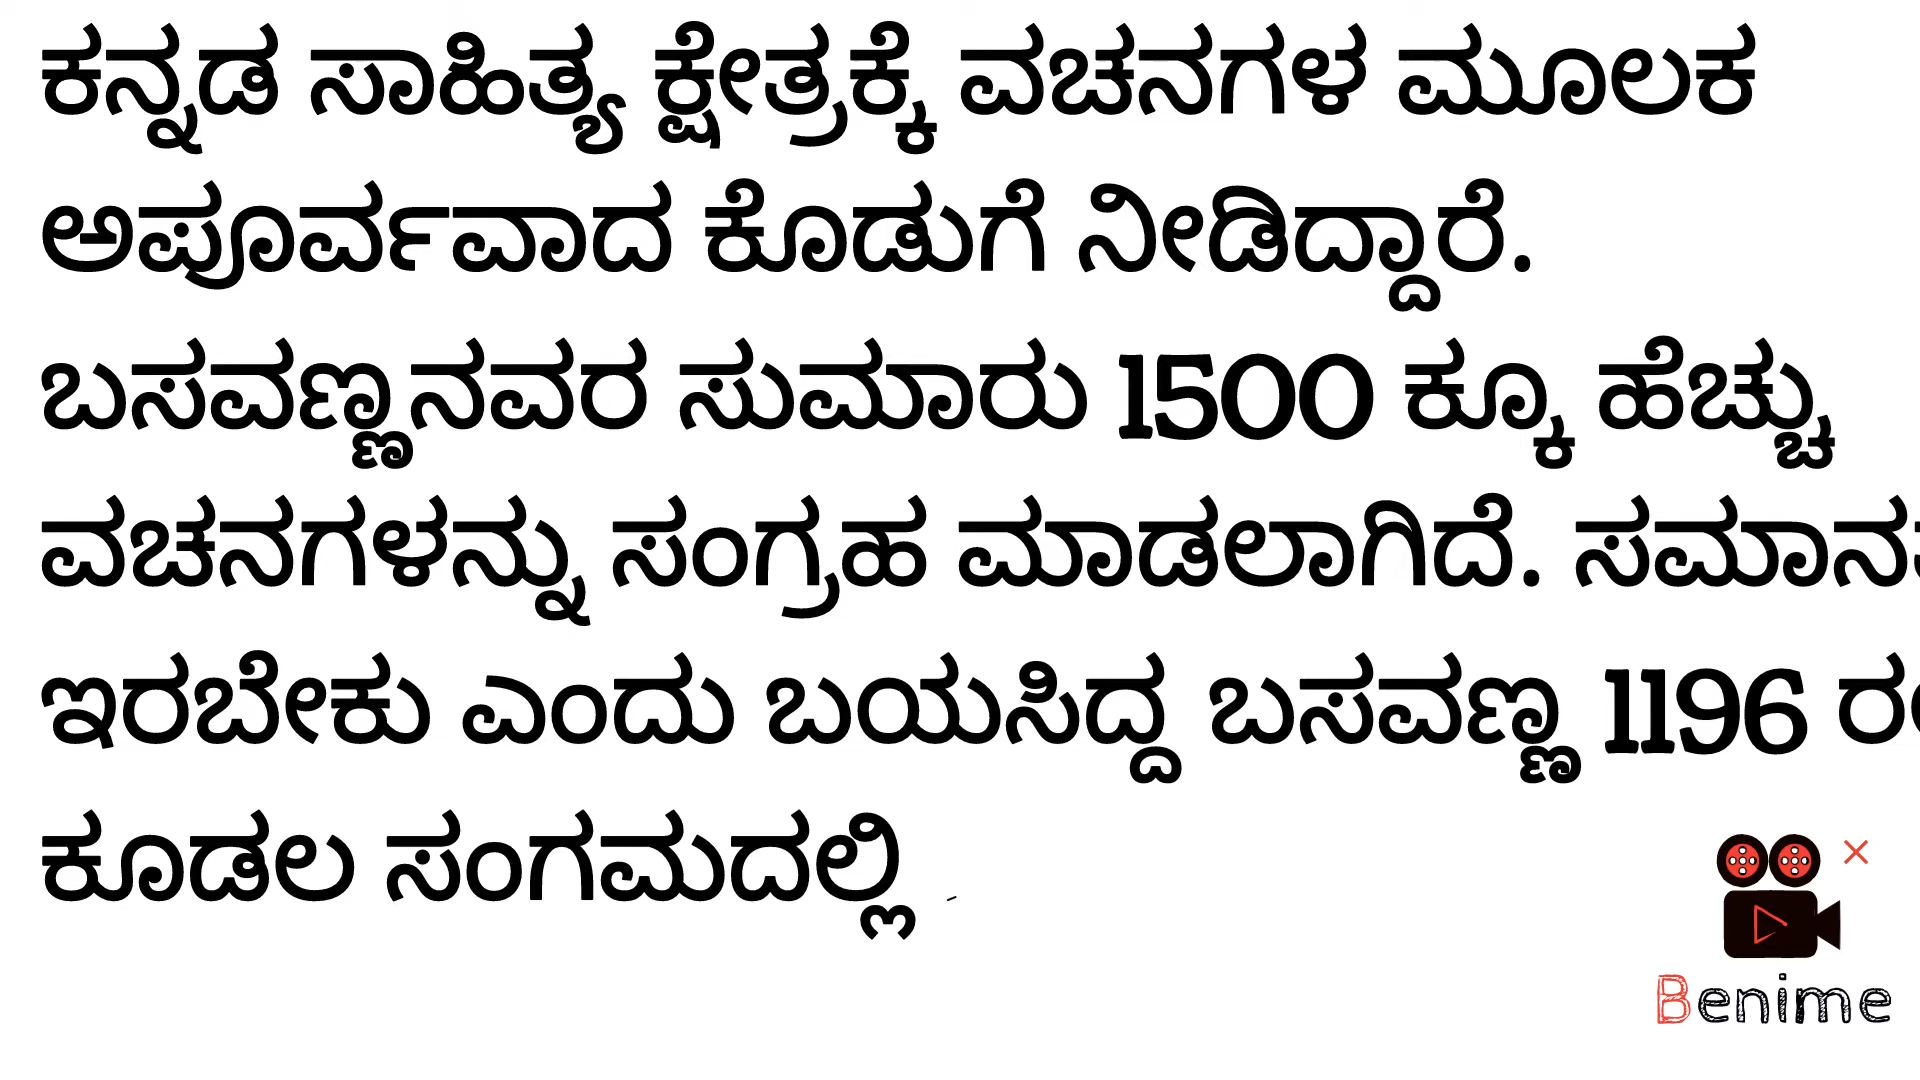 ಕನ್ನಡ ಸಾಹಿತ್ಯ ಕ್ಷೇತ್ರಕ್ಕೆ ವಚನಗಳ ಮೂಲಕ
ಅಪೂರ್ವವಾದ ಕೊಡುಗೆ ನೀಡಿದ್ದಾರೆ.
ಬಸವಣ್ಣನವರ ಸುಮಾರು 1500 ಕ್ಕೂ ಹೆಚ್ಚು
ವಚನಗಳನ್ನು ಸಂಗ್ರಹ ಮಾಡಲಾಗಿದೆ.
ಇರಬೇಕು ಎಂದು ಬಯಸಿದ್ದ ಬಸವಣ್ಣ 1196
ಕೂಡಲ ಸಂಗಮದಲ್ಲಿ
Benime